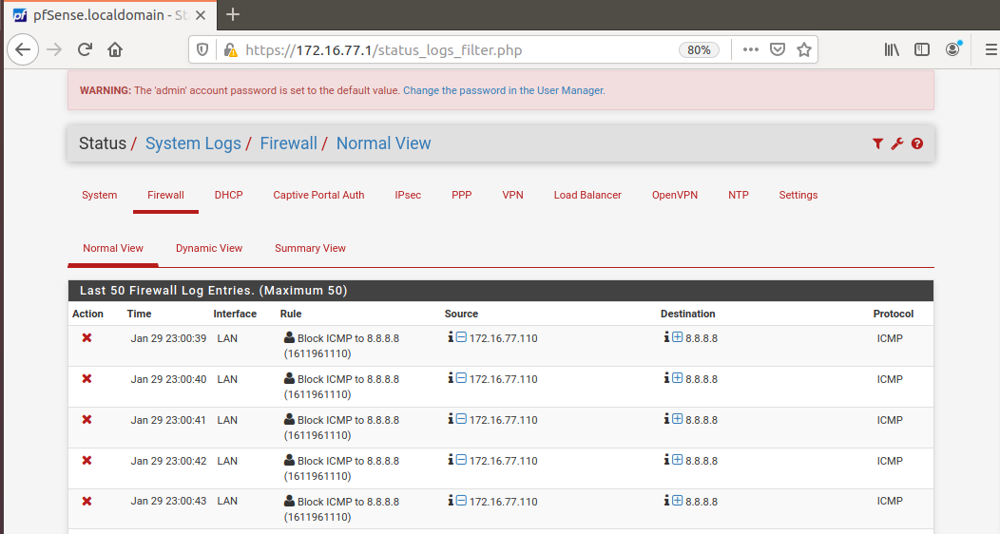 pfSense.localdomain - St
https://172.16.77.1/status_logs_filter.php 80%
WARNING: The 'admin' account password is set to the default value. Change the password in the User Manager.
Status / System Logs / Firewall / Normal View
System Firewall DHCP Captive Portal Auth IPsec PPP VPN Load Balancer OpenVPN NTP Settings
Normal View Dynamic View Summary View
Last 50 Firewall Log Entries. (Maximum 50)
Action Time Interface Rule Source Destination Protocol
Jan 29 23:00:39 LAN Block ICMP to 8.8.8.8 172.16.77.110 8.8.8.8 ICMP
(1611961110)
Jan 29 23:00:40 LAN Block ICMP to 8.8.8.8 172.16.77.110 8.8.8.8 ICMP
(1611961110)
Jan 29 23:00:41 LAN Block ICMP to 8.8.8.8 172.16.77.110 8.8.8.8 ICMP
(1611961110)
Jan 29 23:00:42 LAN Block ICMP to 8.8.8.8 172.16.77.110 8.8.8.8 ICMP
(1611961110)
Jan 29 23:00:43 LAN Block ICMP to 8.8.8.8 172.16.77.110 8.8.8.8 ICMP
(1611961110)